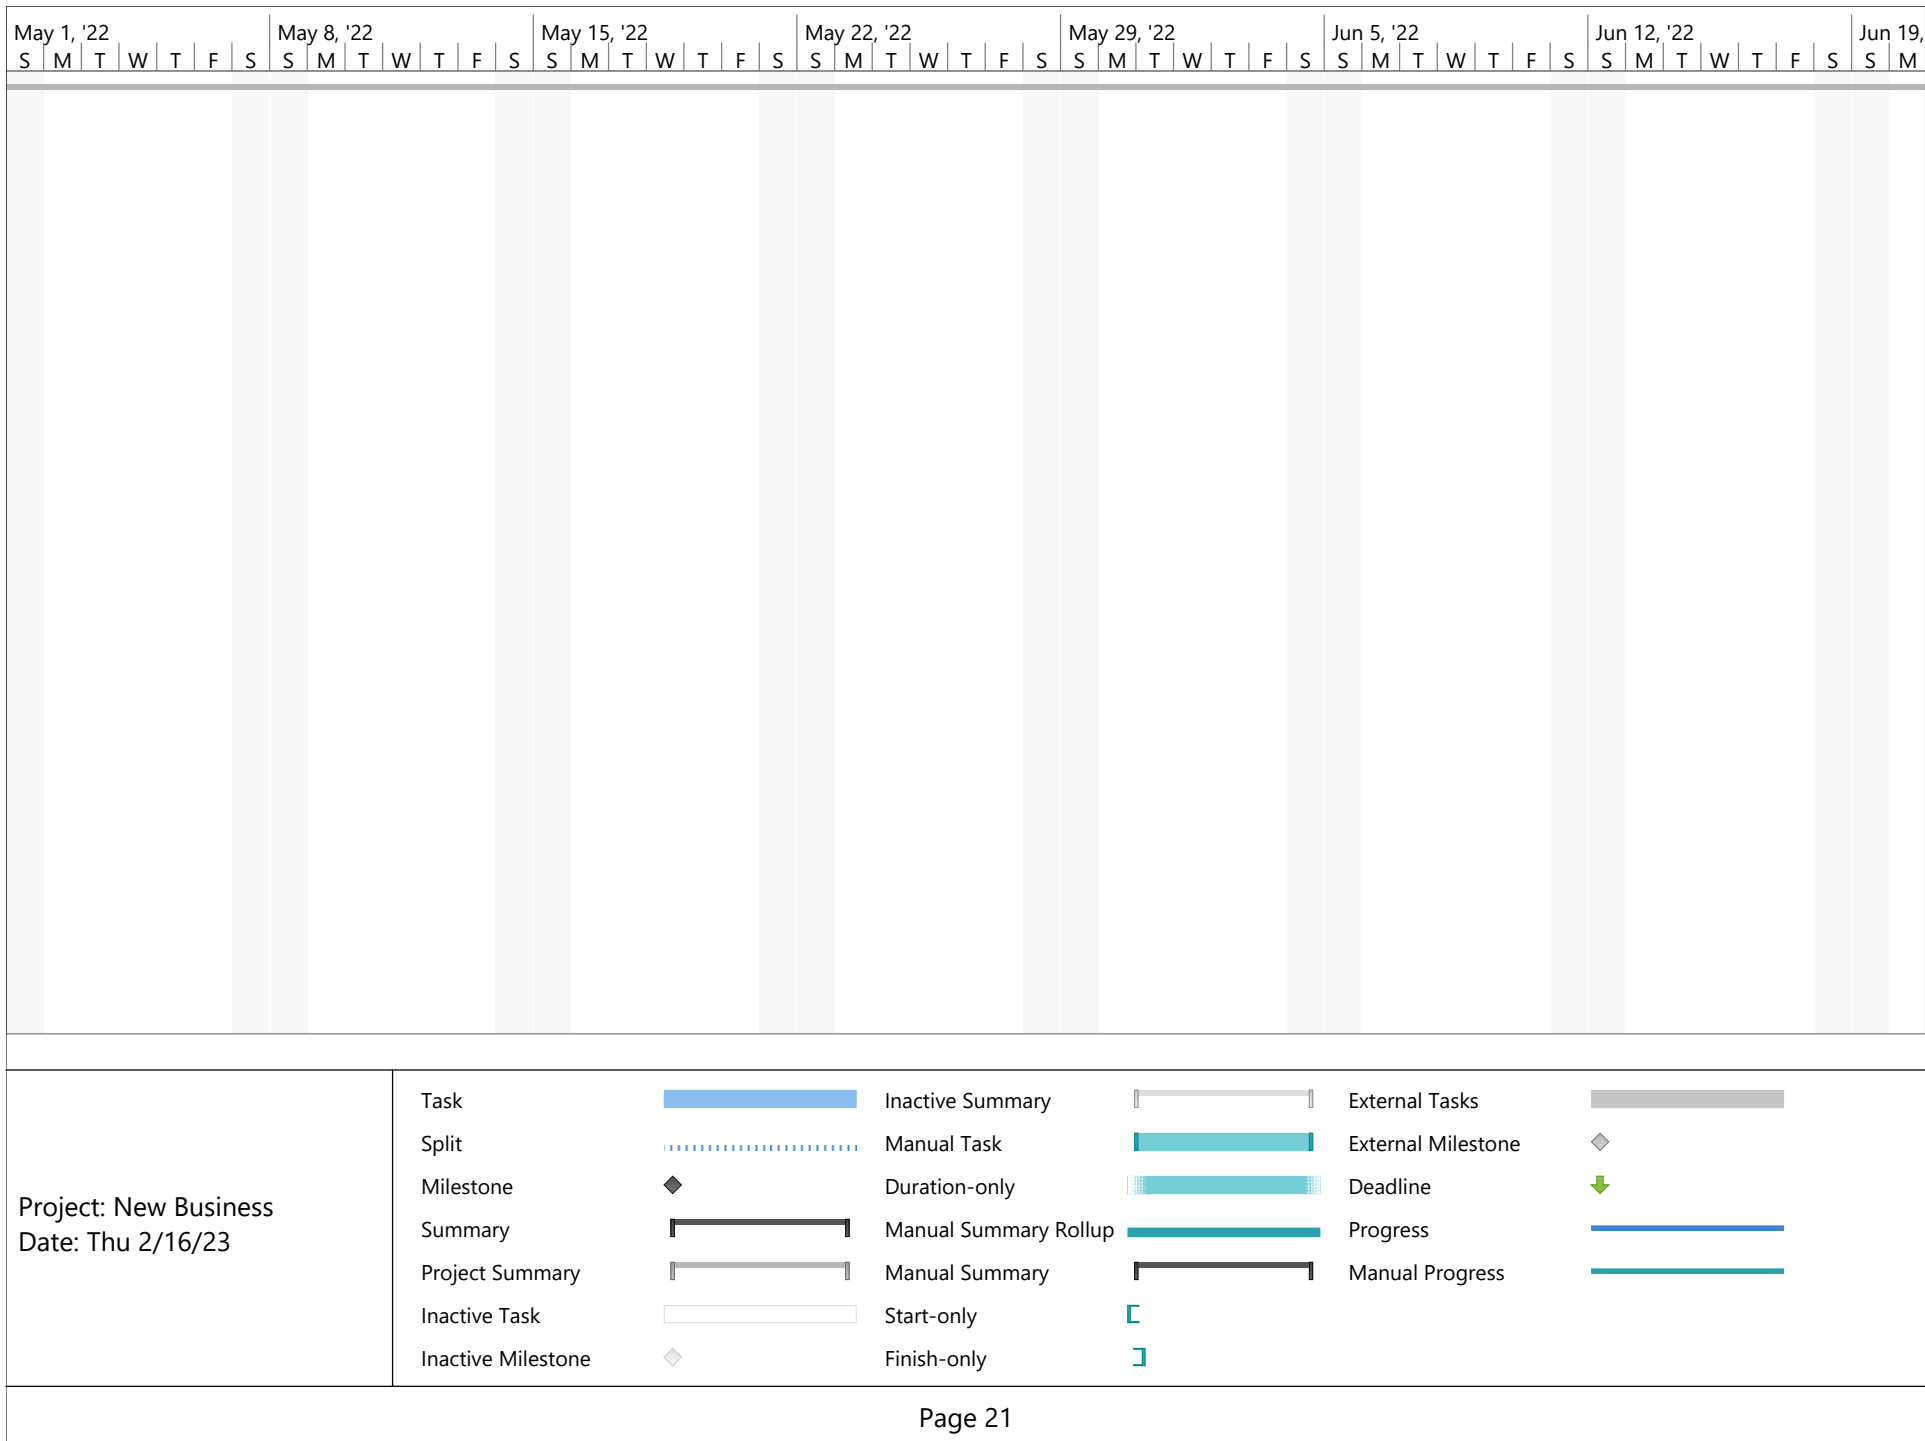 May 1, '22 May 8, '22 May 15, '22 May 22, '22 May 29, '22 Jun 5, '22 Jun 12, '22 Jun 19,
S M T W T F S S M T W T F S S M T W T F S S M T W T F S S M T W T F S S M T W T F S S M T W T F S S M
Project: New Business
Date: Thu 2/16/23
Task
Split
Milestone
Summary
Project Summary
Inactive Task
Inactive Milestone
Inactive Summary
Manual Task
Duration-only
Manual Summary Rollup
Manual Summary
Start-only
Finish-only
External Tasks
External Milestone
Deadline
Progress
Manual Progress
Page 21